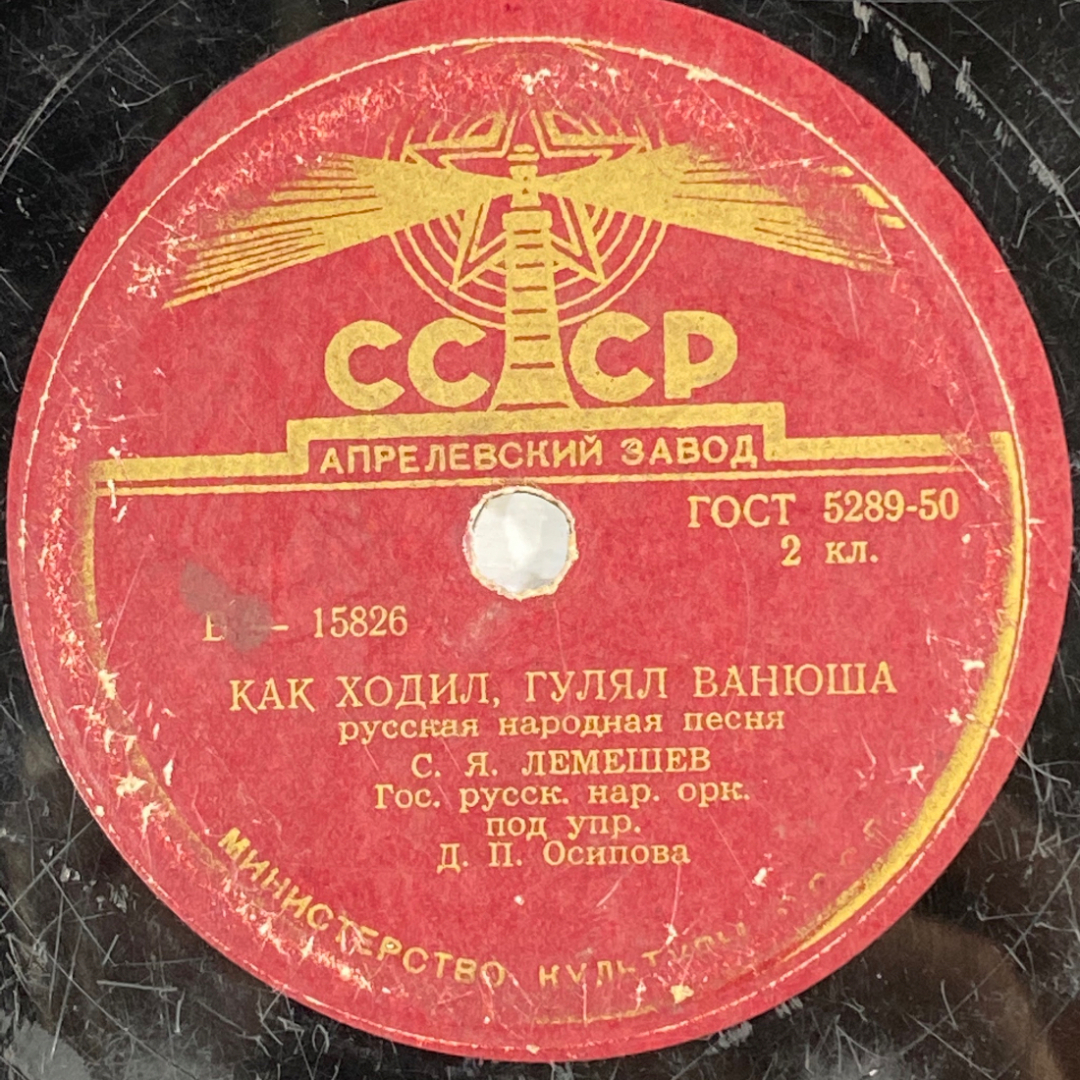 СССР
АПРЕЛЕВСКИЙ ЗАВОД
ГОСТ 5289-50
2 кл.
— 15826
КАК ХОДИЛ, ГУЛЯЛ ВАНЮША
русская народная песня
С. Я. ЛЕМЕШЕВ
Гос. русск. нар. орк.
под упр.
Д. П. Осипова
МИНИСТЕРСТВО КУЛЬТУРЫ